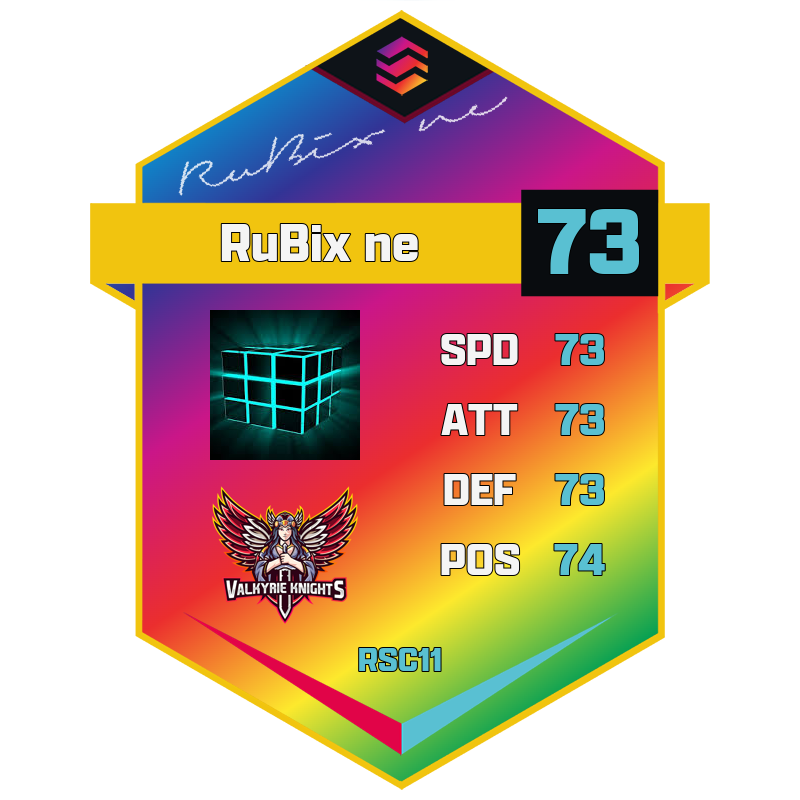 RuBix ne
RuBix ne
73
SPD 73
ATT 73
DEF 73
POS 74
VALKYRIE KNIGHTS
RSC11